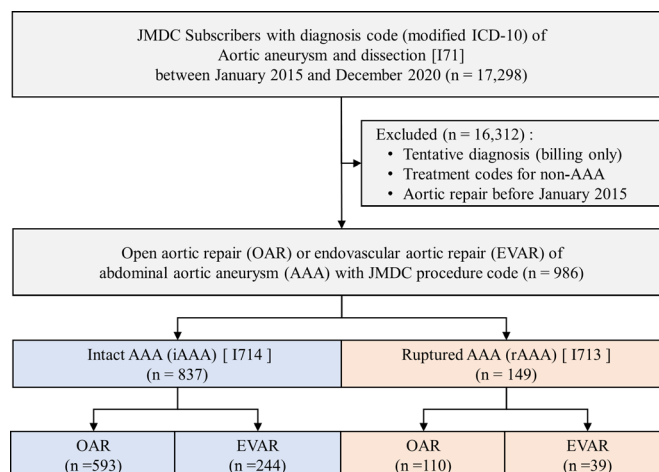 JMDC Subscribers with diagnosis code (modified ICD-10) of
Aortic aneurysm and dissection [I71]
between January 2015 and December 2020 (n = 17,298)
Excluded (n = 16,312) :
• Tentative diagnosis (billing only)
• Treatment codes for non-AAA
• Aortic repair before January 2015
Open aortic repair (OAR) or endovascular aortic repair (EVAR) of
abdominal aortic aneurysm (AAA) with JMDC procedure code (n = 986)
Intact AAA (iAAA) [ I714 ]
(n = 837)
Ruptured AAA (rAAA) [ I713 ]
(n = 149)
OAR
(n =593)
EVAR
(n =244)
OAR
(n =110)
EVAR
(n =39)